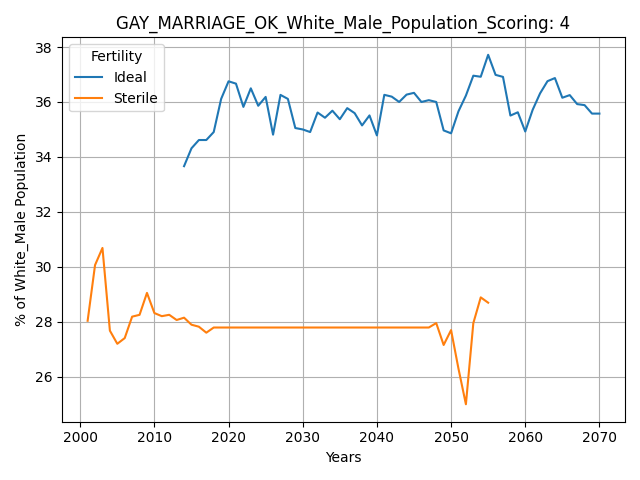 GAY_MARRIAGE_OK_White_Male_Population_Scoring: 4
Fertility
Ideal
Sterile
% of White_Male Population
38
36
34
32
30
28
26
2000 2010 2020 2030 2040 2050 2060 2070
Years